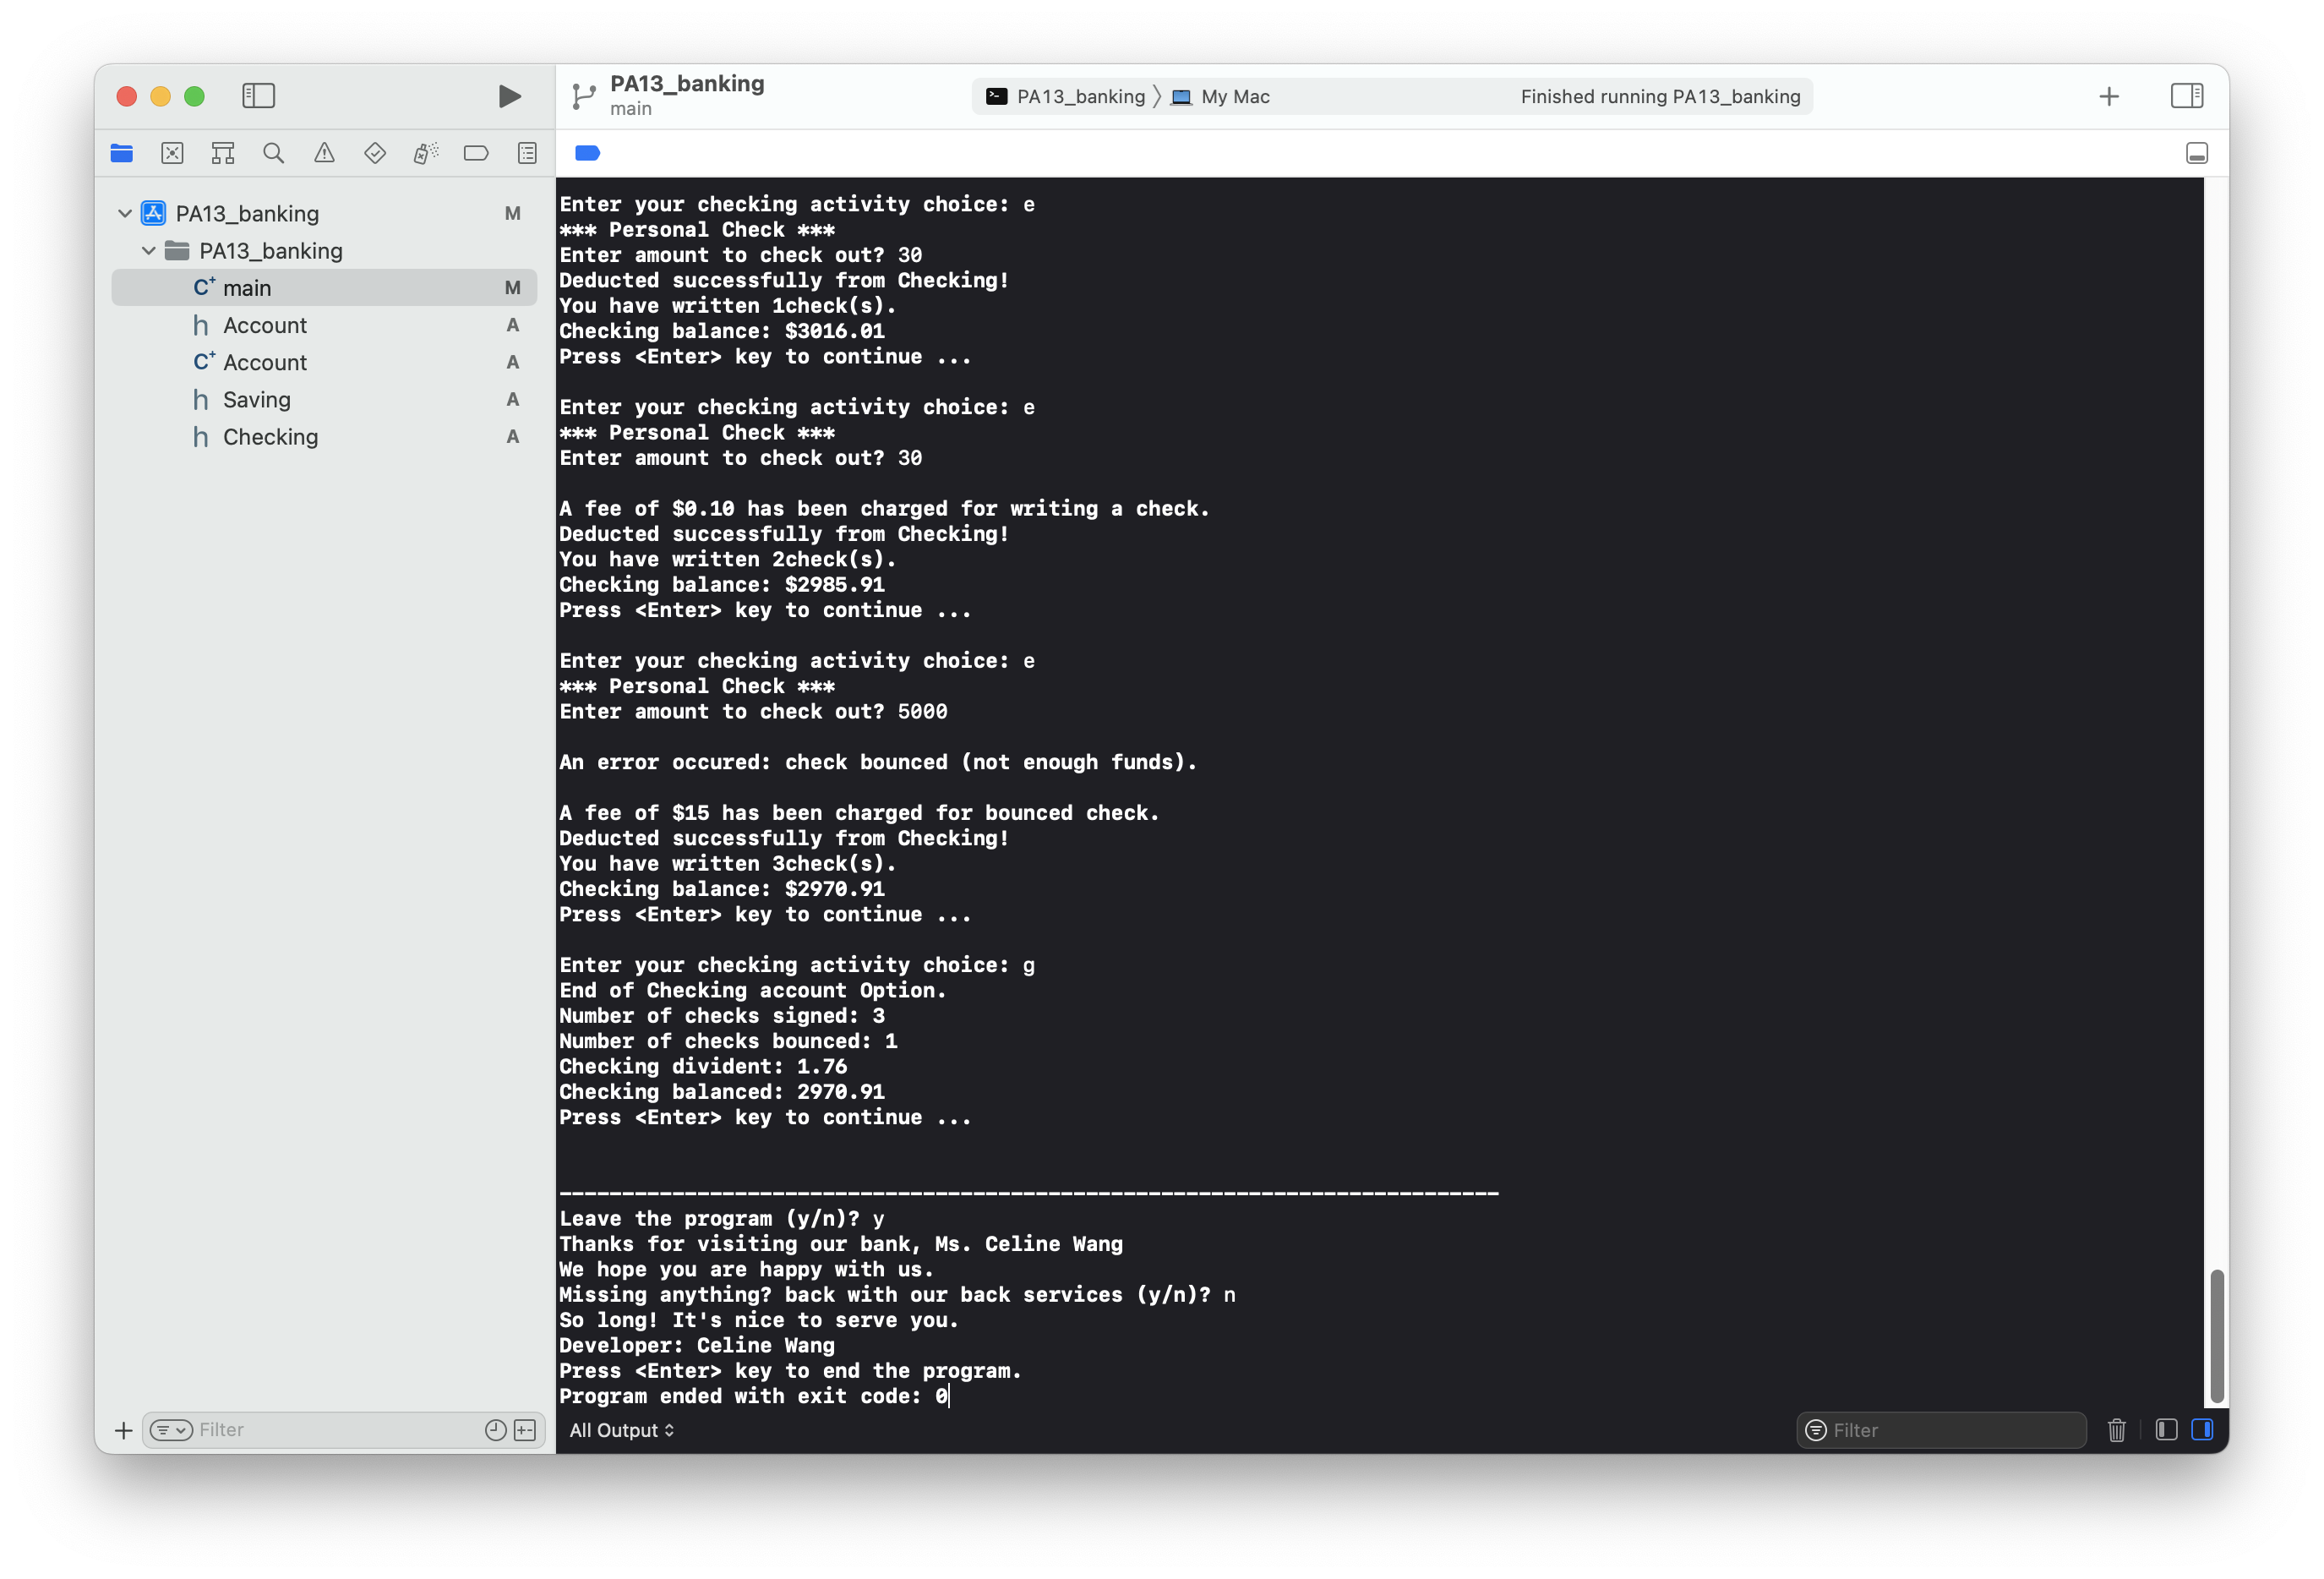 PA13_banking
main
PA13_banking
My Mac
Finished running PA13_banking
PA13_banking M
PA13_banking
C+ main M
h Account A
C+ Account A
h Saving A
h Checking A
Enter your checking activity choice: e
*** Personal Check ***
Enter amount to check out? 30
Deducted successfully from Checking!
You have written 1check(s).
Checking balance: $3016.01
Press <Enter> key to continue ...
Enter your checking activity choice: e
*** Personal Check ***
Enter amount to check out? 30
A fee of $0.10 has been charged for writing a check.
Deducted successfully from Checking!
You have written 2check(s).
Checking balance: $2985.91
Press <Enter> key to continue ...
Enter your checking activity choice: e
*** Personal Check ***
Enter amount to check out? 5000
An error occured: check bounced (not enough funds).
A fee of $15 has been charged for bounced check.
Deducted successfully from Checking!
You have written 3check(s).
Checking balance: $2970.91
Press <Enter> key to continue ...
Enter your checking activity choice: g
End of Checking account Option.
Number of checks signed: 3
Number of checks bounced: 1
Checking divident: 1.76
Checking balanced: 2970.91
Press <Enter> key to continue ...
---------------------------------------------------------------------------
Leave the program (y/n)? y
Thanks for visiting our bank, Ms. Celine Wang
We hope you are happy with us.
Missing anything? back with our back services (y/n)? n
So long! It's nice to serve you.
Developer: Celine Wang
Press <Enter> key to end the program.
Program ended with exit code: 0
Filter
All Output
Filter